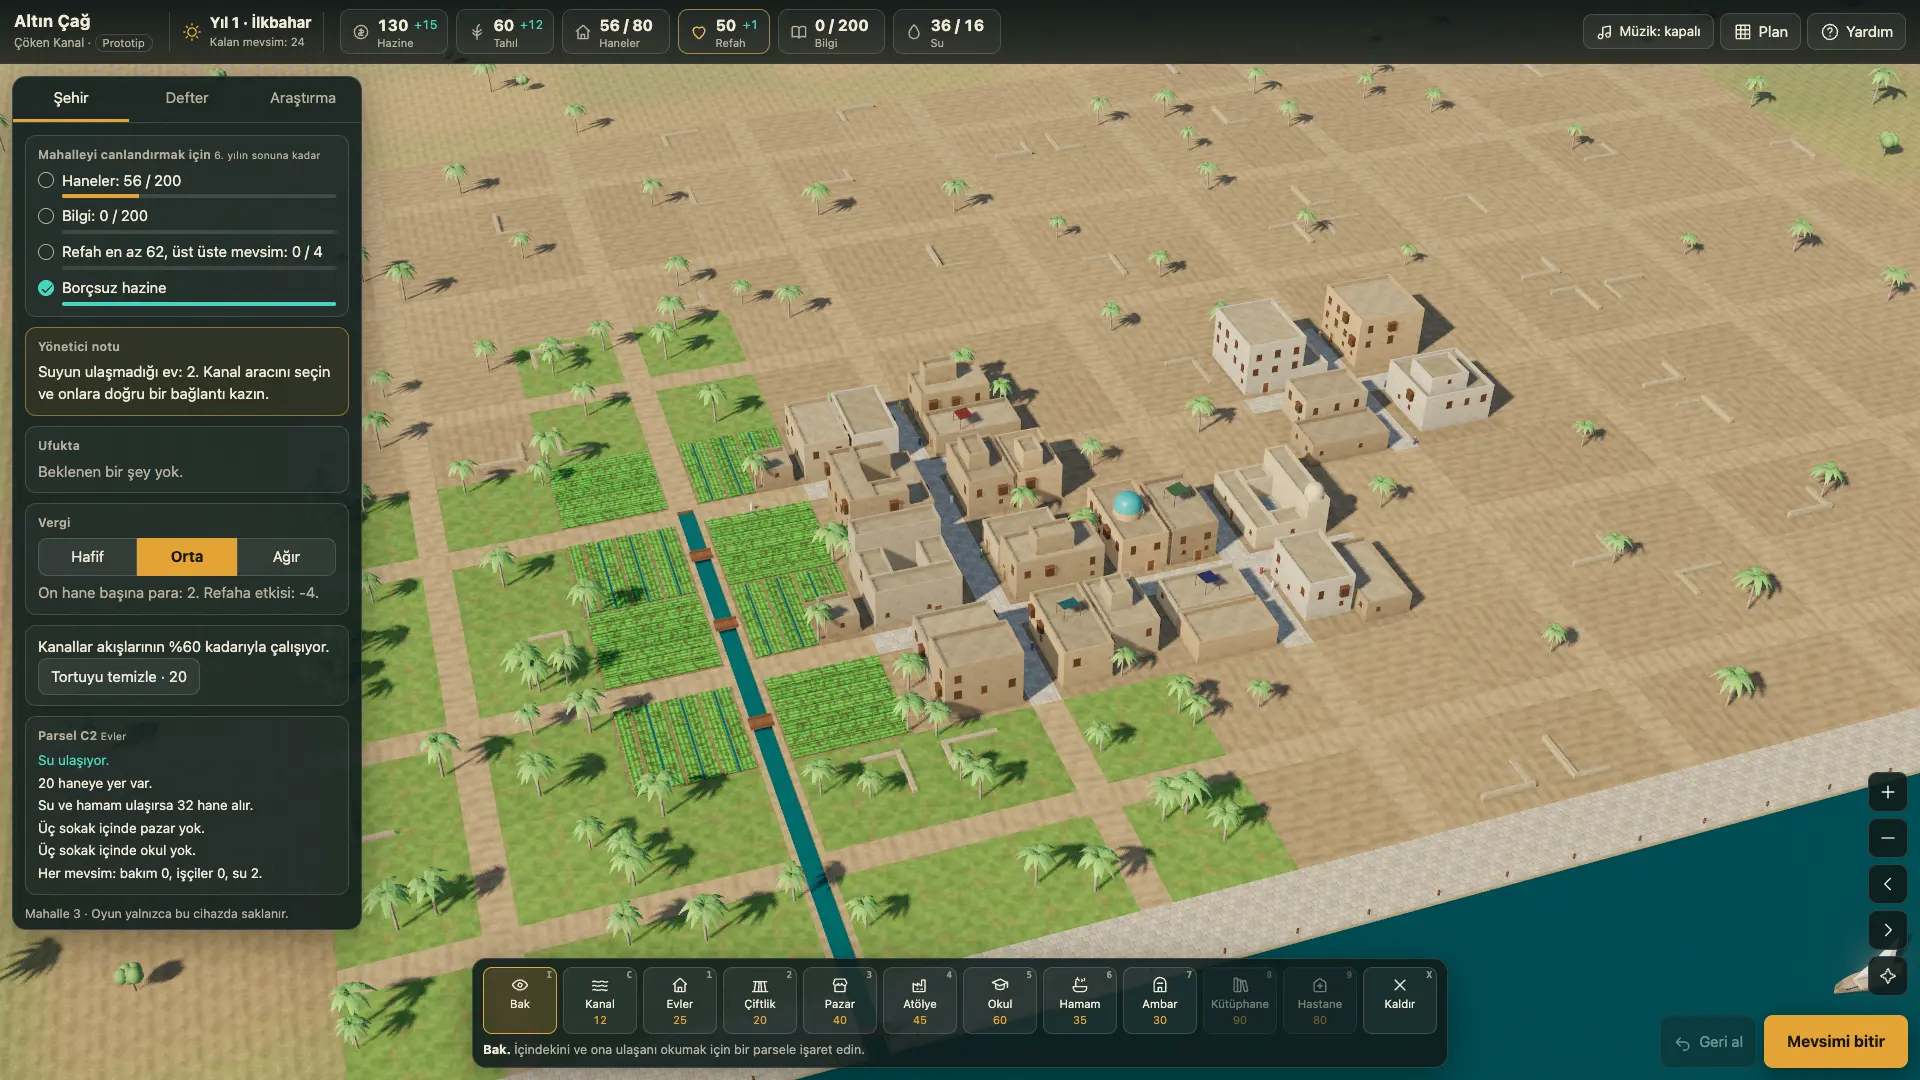 Altın Çağ
Çöken Kanal · Prototip
Yıl 1 · İlkbahar
Kalan mevsim: 24
130 +15
Hazine
60 +12
Tahıl
56 / 80
Haneler
50 +1
Refah
0 / 200
Bilgi
36 / 16
Su
Müzik: kapalı
Plan
Yardım
Şehir
Defter
Araştırma
Mahalleyi canlandırmak için 6. yılın sonuna kadar
Haneler: 56 / 200
Bilgi: 0 / 200
Refah en az 62, üst üste mevsim: 0 / 4
Borçsuz hazine
Yönetici notu
Suyun ulaşmadığı ev: 2. Kanal aracını seçin
ve onlara doğru bir bağlantı kazın.
Ufukta
Beklenen bir şey yok.
Vergi
Hafif
Orta
Ağır
On hane başına para: 2. Refaha etkisi: -4.
Kanallar akışlarının %60 kadarıyla çalışıyor.
Tortuyu temizle · 20
Parsel C2 Evler
Su ulaşıyor.
20 haneye yer var.
Su ve hamam ulaşırsa 32 hane alır.
Üç sokak içinde pazar yok.
Üç sokak içinde okul yok.
Her mevsim: bakım 0, işçiler 0, su 2.
Mahalle 3 · Oyun yalnızca bu cihazda saklanır.
I
Bak
C
Kanal
12
1
Evler
25
2
Çiftlik
20
3
Pazar
40
4
Atölye
45
5
Okul
60
6
Hamam
35
7
Ambar
30
8
Kütüphane
90
9
Hastane
80
X
Kaldır
Bak. İçindekini ve ona ulaşanı okumak için bir parsele işaret edin.
Geri al
Mevsimi bitir